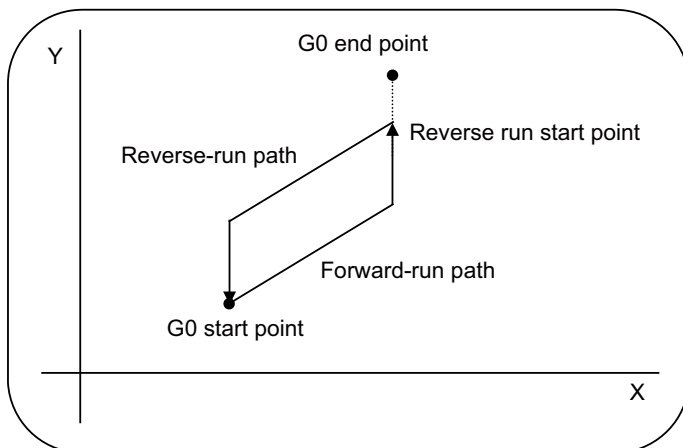 G0 end point
Y
Reverse run start point
Reverse-run path
Forward-run path
G0 start point
X